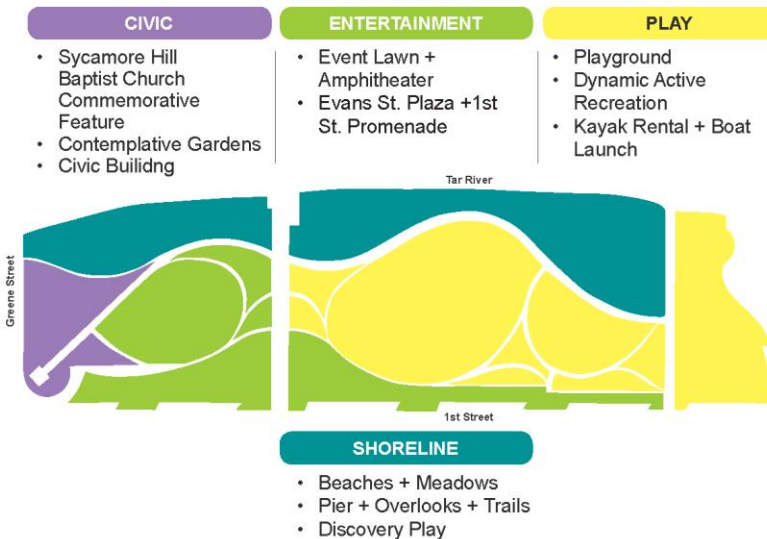 CIVIC
• Sycamore Hill
Baptist Church
Commemorative
Feature
• Contemplative Gardens
• Civic Builidng
ENTERTAINMENT
• Event Lawn +
Amphitheater
• Evans St. Plaza +1st
St. Promenade
PLAY
• Playground
• Dynamic Active
Recreation
• Kayak Rental + Boat
Launch
Tar River
Greene Street
1st Street
SHORELINE
• Beaches + Meadows
• Pier + Overlooks + Trails
• Discovery Play